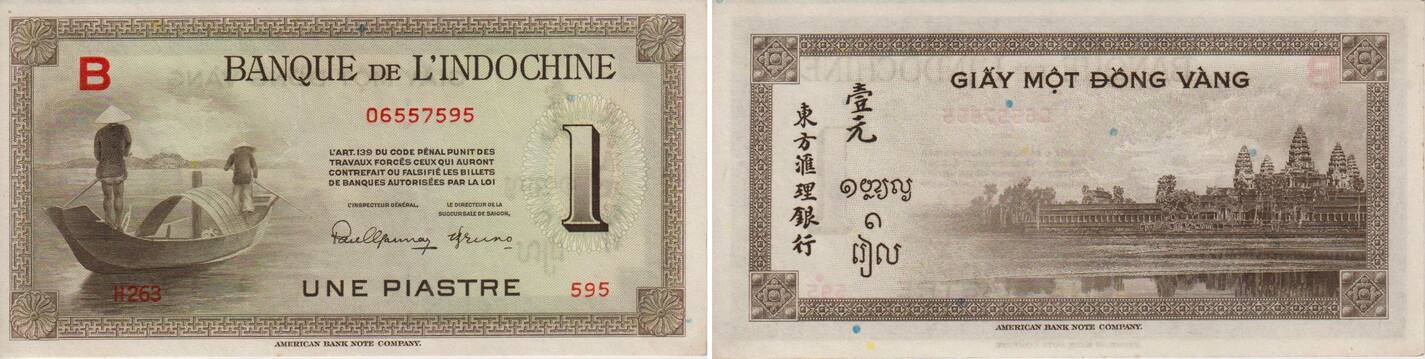 B
BANQUE DE L'INDOCHINE
06557595
L'ART. 139 DU CODE PÉNAL PUNIT DES
TRAVAUX FORCÉS CEUX QUI AURONT
CONTREFAIT OU FALSIFIÉ LES BILLETS
DE BANQUES AUTORISÉES PAR LA LOI
L'INSPECTEUR GÉNÉRAL,
LE DIRECTEUR DE LA
SUCCURSALE DE SAIGON,
1
H263
UNE PIASTRE
595
AMERICAN BANK NOTE COMPANY.
GIẤY MỘT ĐỒNG VÀNG
壹元
東方滙理銀行
១
រៀល
AMERICAN BANK NOTE COMPANY.